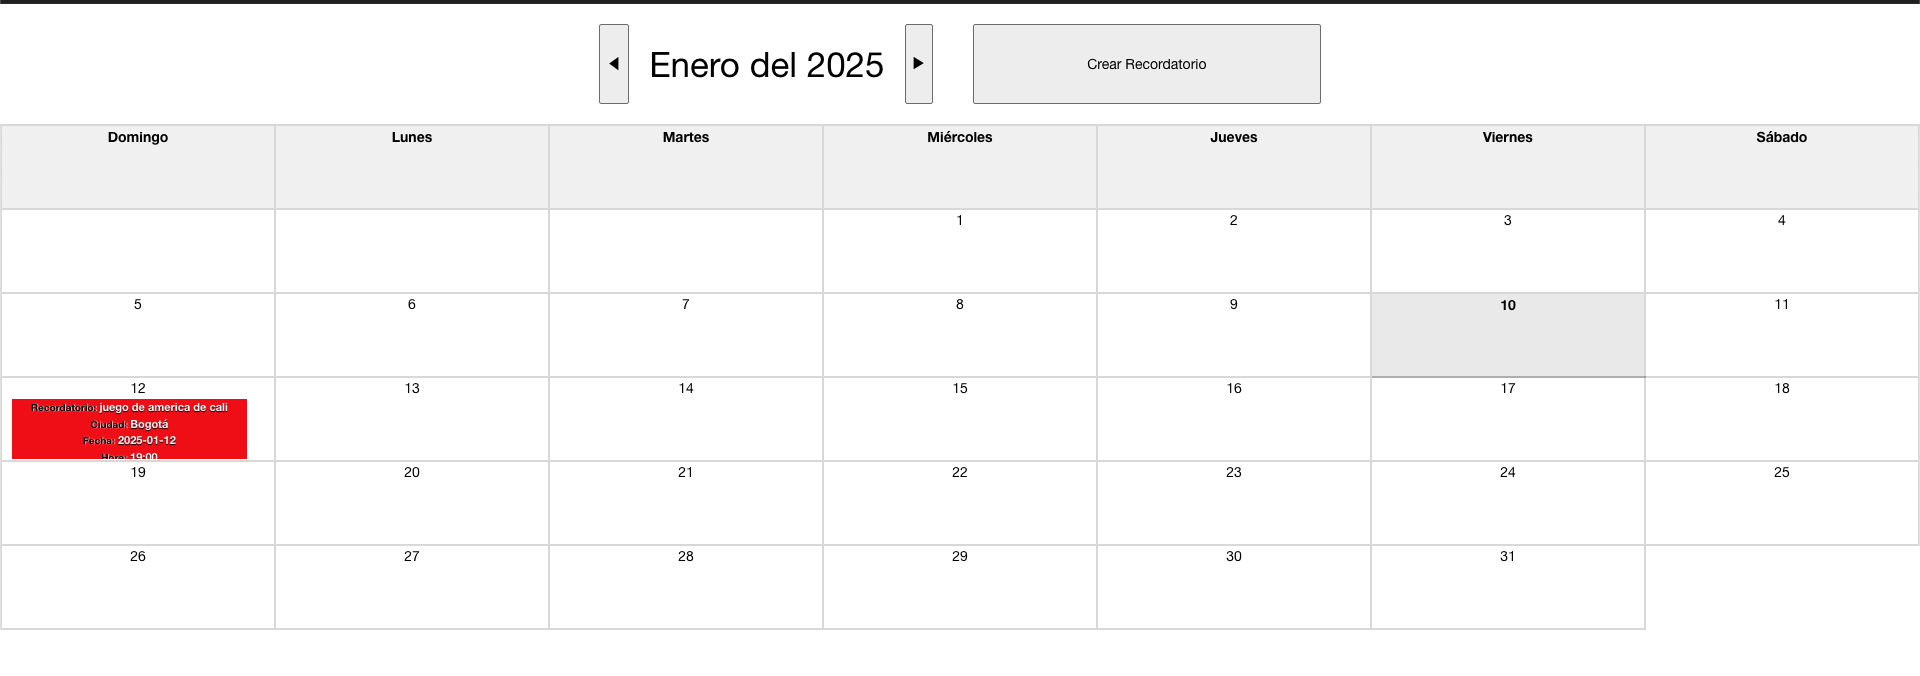 Enero del 2025
Crear Recordatorio
Domingo Lunes Martes Miércoles Jueves Viernes Sábado
1 2 3 4
5 6 7 8 9 10 11
12 13 14 15 16 17 18
Recordatorio: juego de america de cali
Ciudad: Bogotá
Fecha: 2025-01-12
Hora: 19:00
19 20 21 22 23 24 25
26 27 28 29 30 31